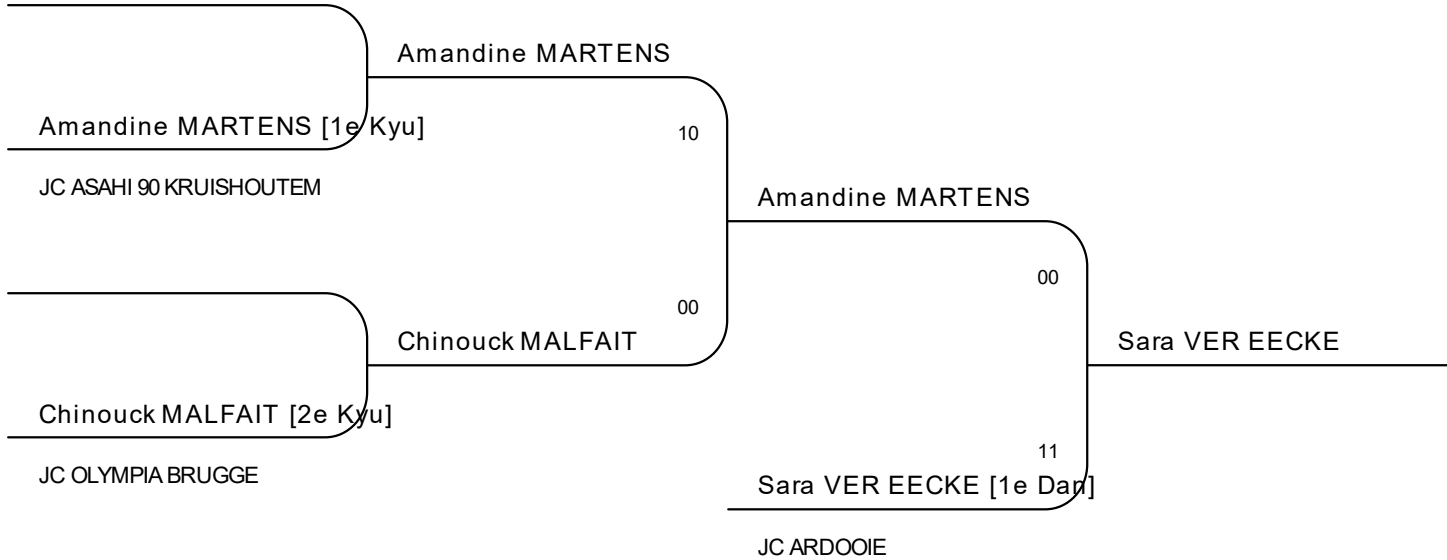 Amandine MARTENS
Amandine MARTENS [1e Kyu]
10
JC ASAHI 90 KRUISHOUTEM
Amandine MARTENS
00
00
Chinouck MALFAIT
Sara VER EECKE
Chinouck MALFAIT [2e Kyu]
11
JC OLYMPIA BRUGGE
Sara VER EECKE [1e Dan]
JC ARDOOIE